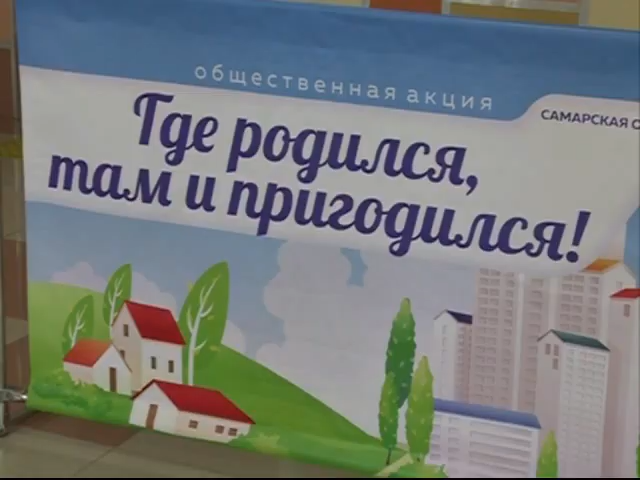 общественная акция
САМАРСКАЯ
Где родился,
там и пригодился!